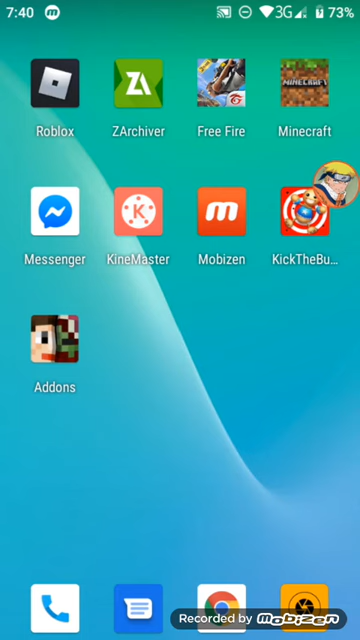 7:40 m 3G 73%
Roblox ZArchiver Free Fire Minecraft
Messenger KineMaster Mobizen KickTheBu...
Addons
Recorded by Mobizen